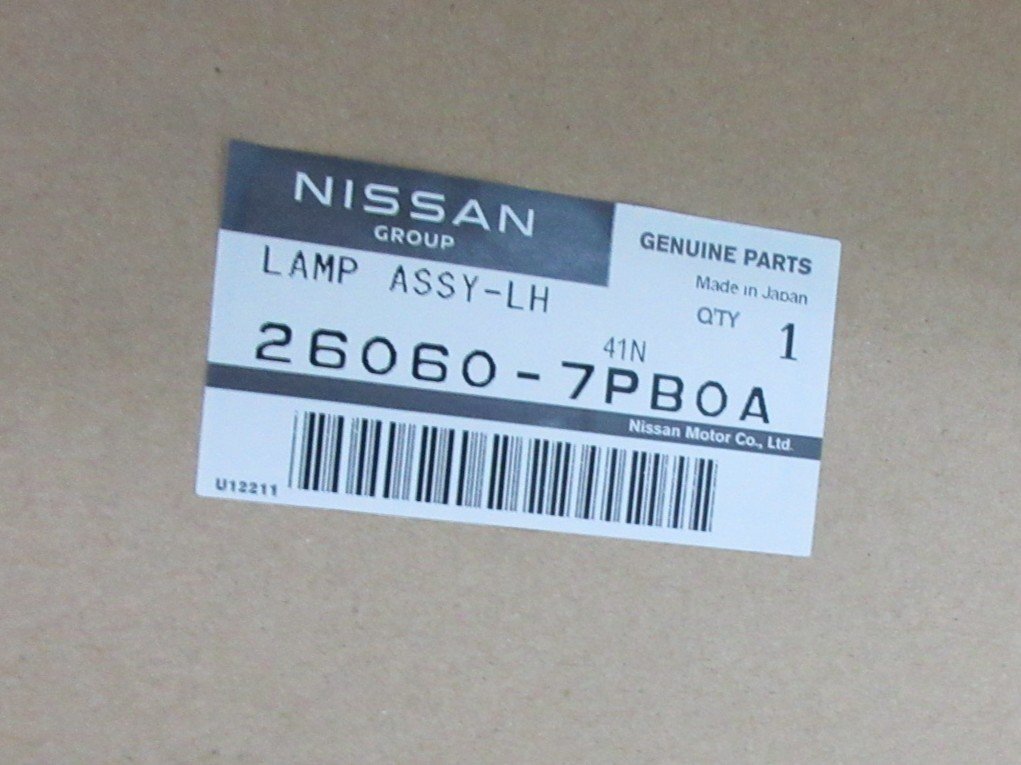 NISSAN
GROUP
GENUINE PARTS
LAMP ASSY-LH
Made in Japan
Q'TY 1
41N
26060-7PB0A
Nissan Motor Co., Ltd.
U12211